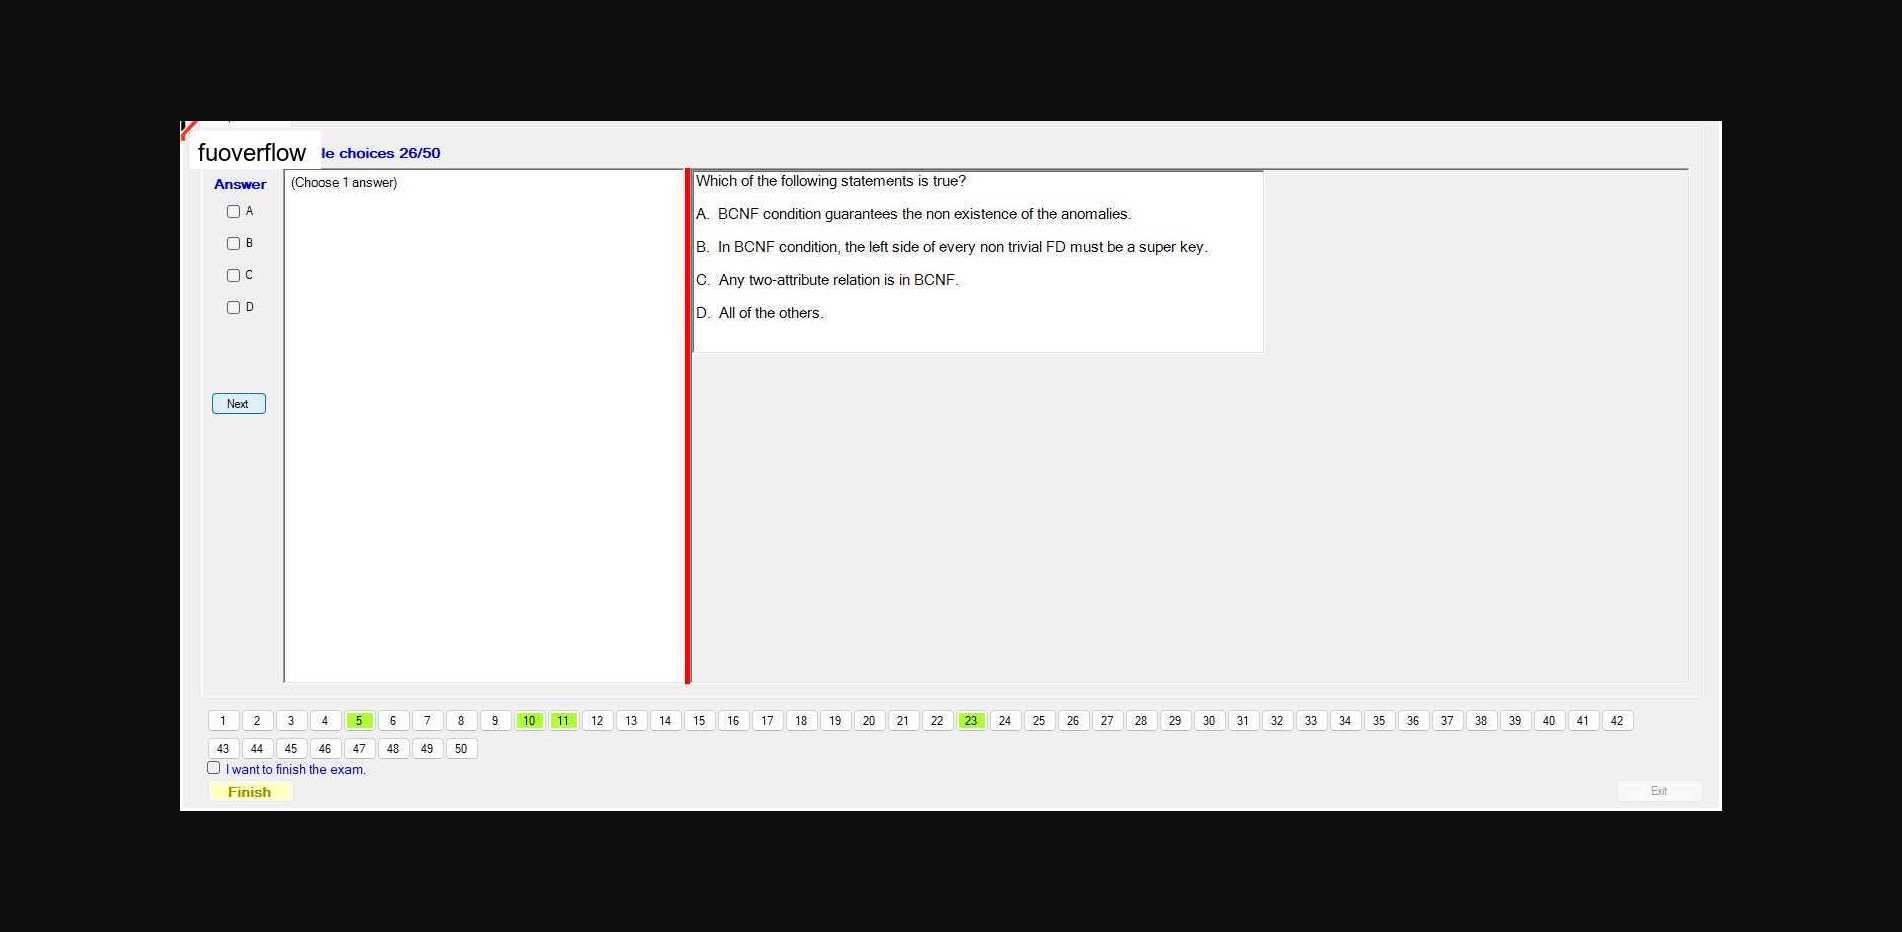 fuoverflow le choices 26/50
Answer
(Choose 1 answer)
A
B
C
D
Next
Which of the following statements is true?
A. BCNF condition guarantees the non existence of the anomalies.
B. In BCNF condition, the left side of every non trivial FD must be a super key.
C. Any two-attribute relation is in BCNF.
D. All of the others.
1 2 3 4 5 6 7 8 9 10 11 12 13 14 15 16 17 18 19 20 21 22 23 24 25 26 27 28 29 30 31 32 33 34 35 36 37 38 39 40 41 42
43 44 45 46 47 48 49 50
I want to finish the exam.
Finish
Exit